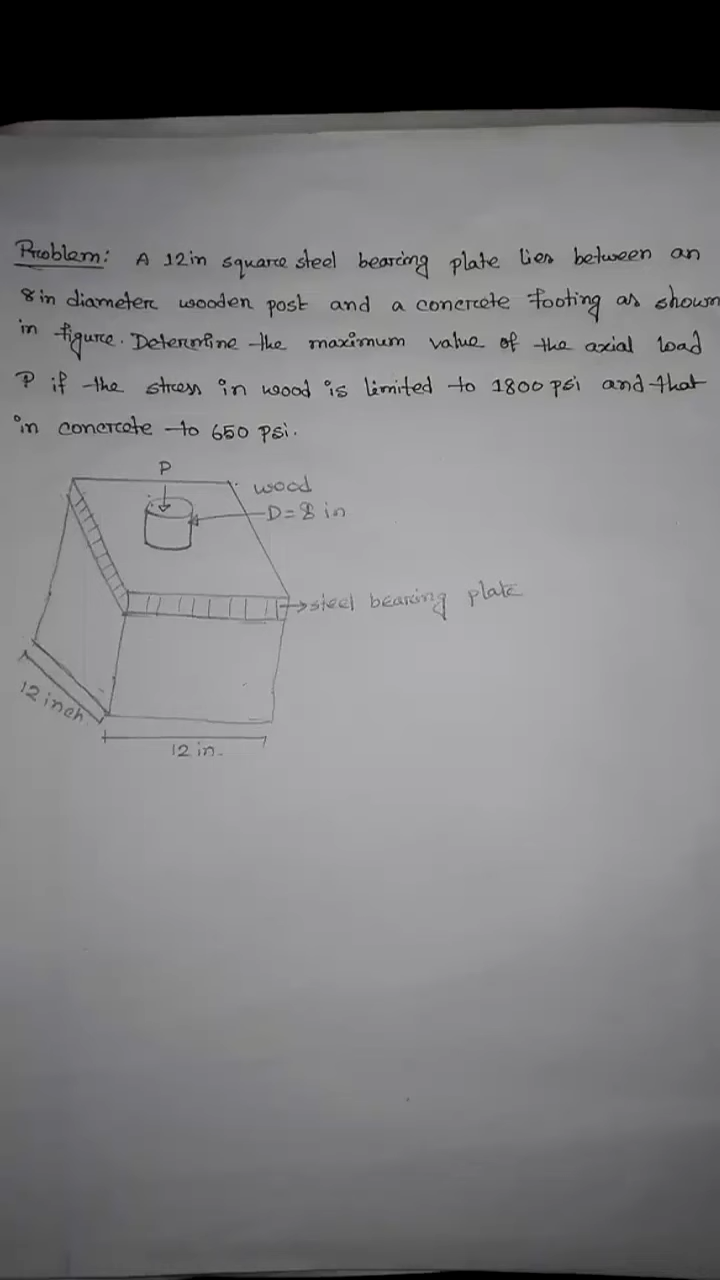 Problem: A 12in square steel bearing plate lies between an
8 in diameter wooden post and a concrete footing as shown
in figure. Determine the maximum value of the axial load
P if the stress in wood is limited to 1800 psi and that
in concrete to 650 psi.
P
wood
D = 8 in
steel bearing plate
12 inch
12 in.